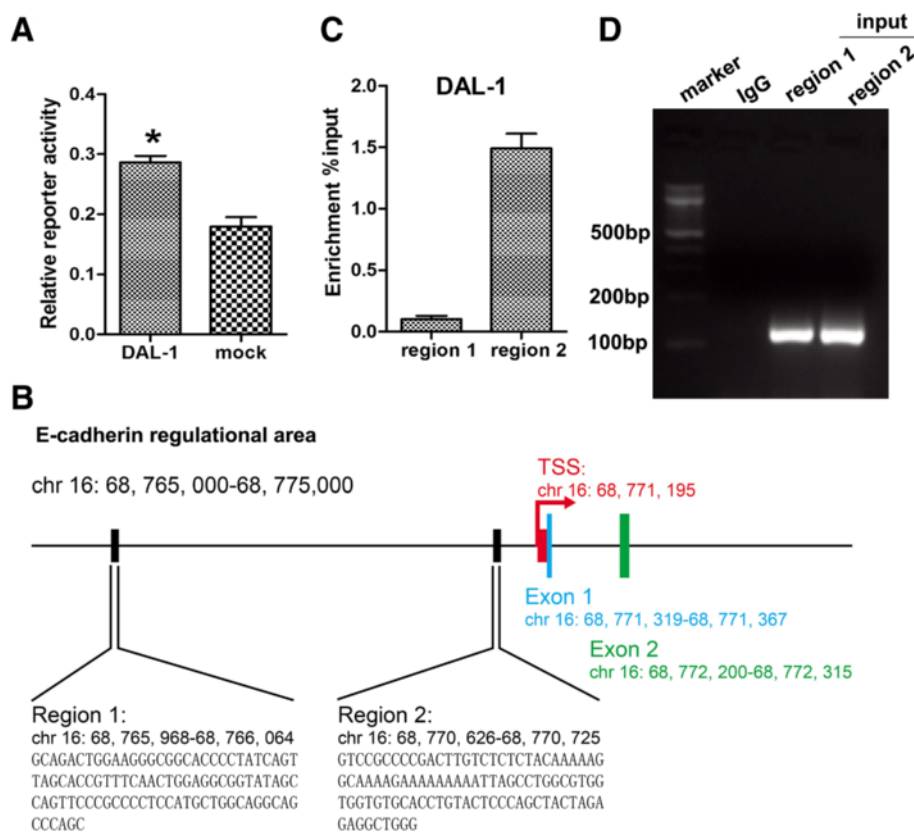 A
Relative reporter activity
0.4
0.3
0.2
0.1
0.0
*
DAL-1
mock
C
DAL-1
Enrichment % input
2.0
1.5
1.0
0.5
0.0
region 1
region 2
D
input
marker
IgG
region 1
region 2
500bp
200bp
100bp
B
E-cadherin regulational area
chr 16: 68, 765, 000-68, 775,000
TSS:
chr 16: 68, 771, 195
Exon 1
chr 16: 68, 771, 319-68, 771, 367
Exon 2
chr 16: 68, 772, 200-68, 772, 315
Region 1:
chr 16: 68, 765, 968-68, 766, 064
GCAGACTGGAAGGGCGGCACCCCTATCAGT
TAGCACCGTTTCAACTGGAGGCGGTATAGC
CAGTTCCCGCCCCTCCATGCTGGCAGGCAG
CCCAGC
Region 2:
chr 16: 68, 770, 626-68, 770, 725
GTCCGCCCCGACTTGTCTCTCTACAAAAAG
GCAAAAGAAAAAAAAATTAGCCTGGCGTGG
TGGTGTGCACCTGTACTCCCAGCTACTAGA
GAGGCTGGG